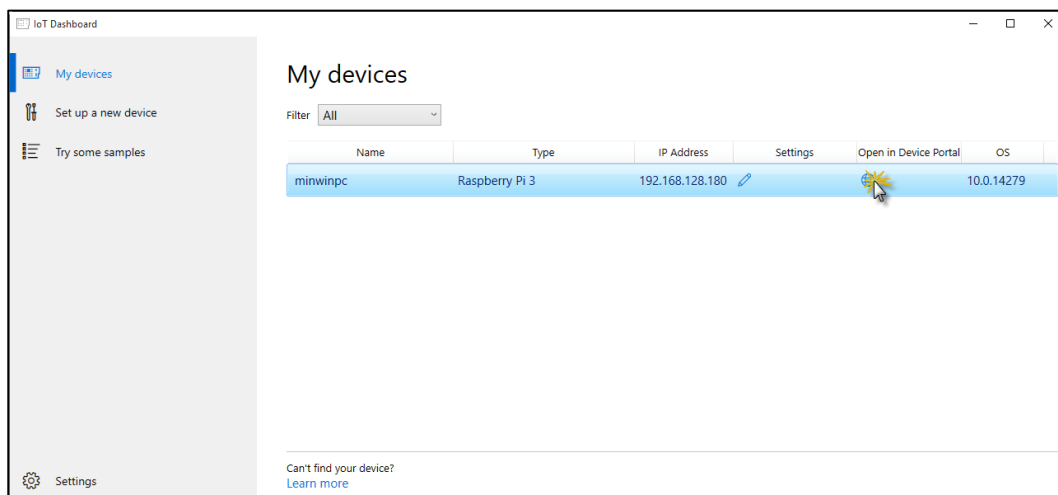 IoT Dashboard
My devices
Set up a new device
Try some samples
Settings
My devices
Filter All
Name Type IP Address Settings Open in Device Portal OS
minwinpc Raspberry Pi 3 192.168.128.180 10.0.14279
Can't find your device?
Learn more